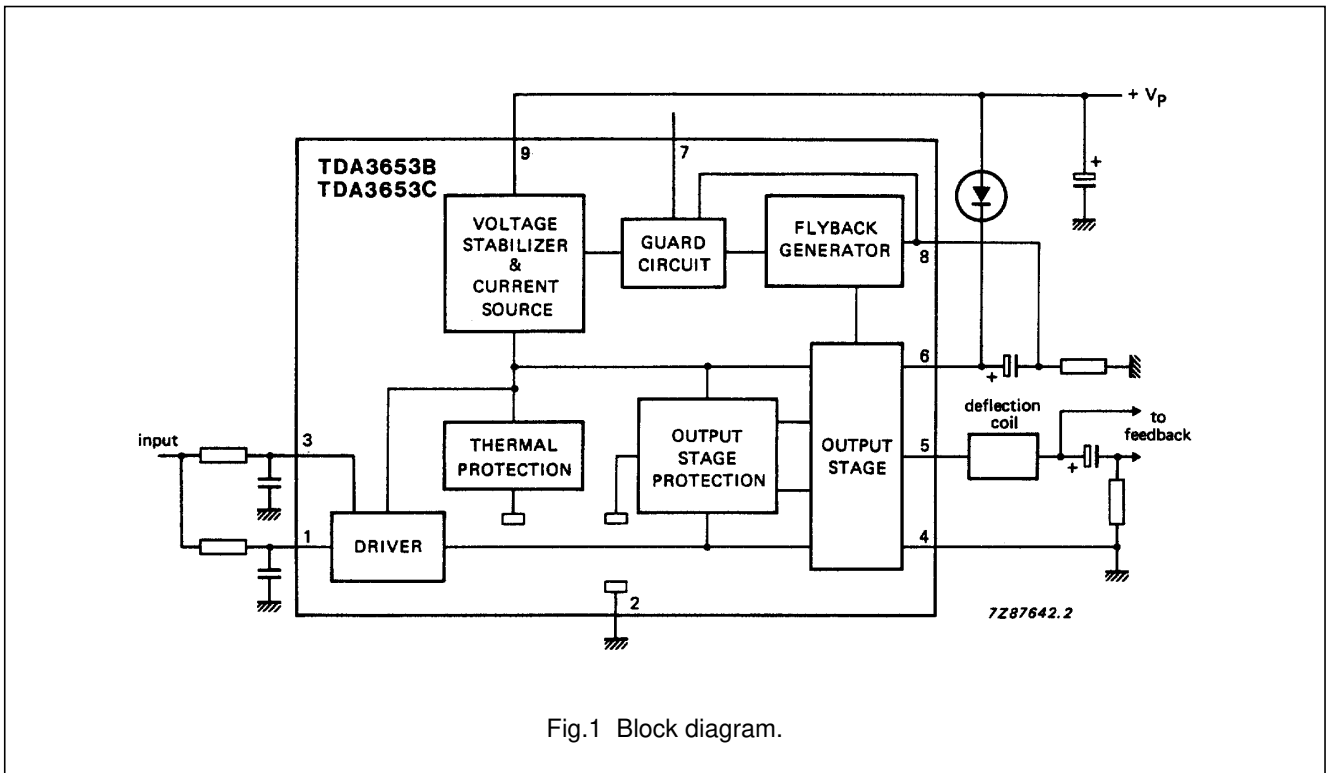 + Vp
9
7
TDA3653B
TDA3653C
VOLTAGE
STABILIZER
&
CURRENT
SOURCE
GUARD
CIRCUIT
FLYBACK
GENERATOR
8
+
6
+
deflection
coil
to
feedback
input
3
THERMAL
PROTECTION
OUTPUT
STAGE
PROTECTION
OUTPUT
STAGE
5
+
1
DRIVER
4
2
7Z87642.2
Fig.1 Block diagram.